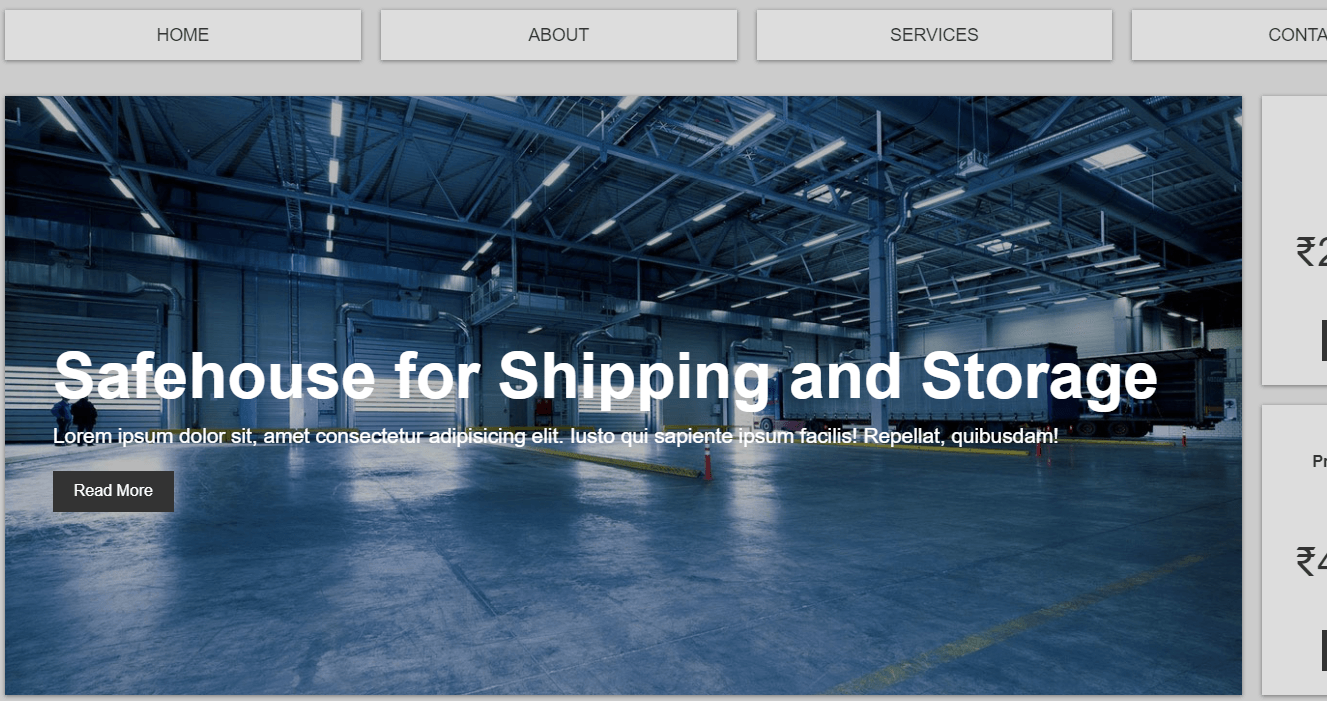 HOME
ABOUT
SERVICES
CONTA
₹2
Safehouse for Shipping and Storage
Lorem ipsum dolor sit, amet consectetur adipisicing elit. Iusto qui sapiente ipsum facilis! Repellat, quibusdam!
Read More
Pr
₹4